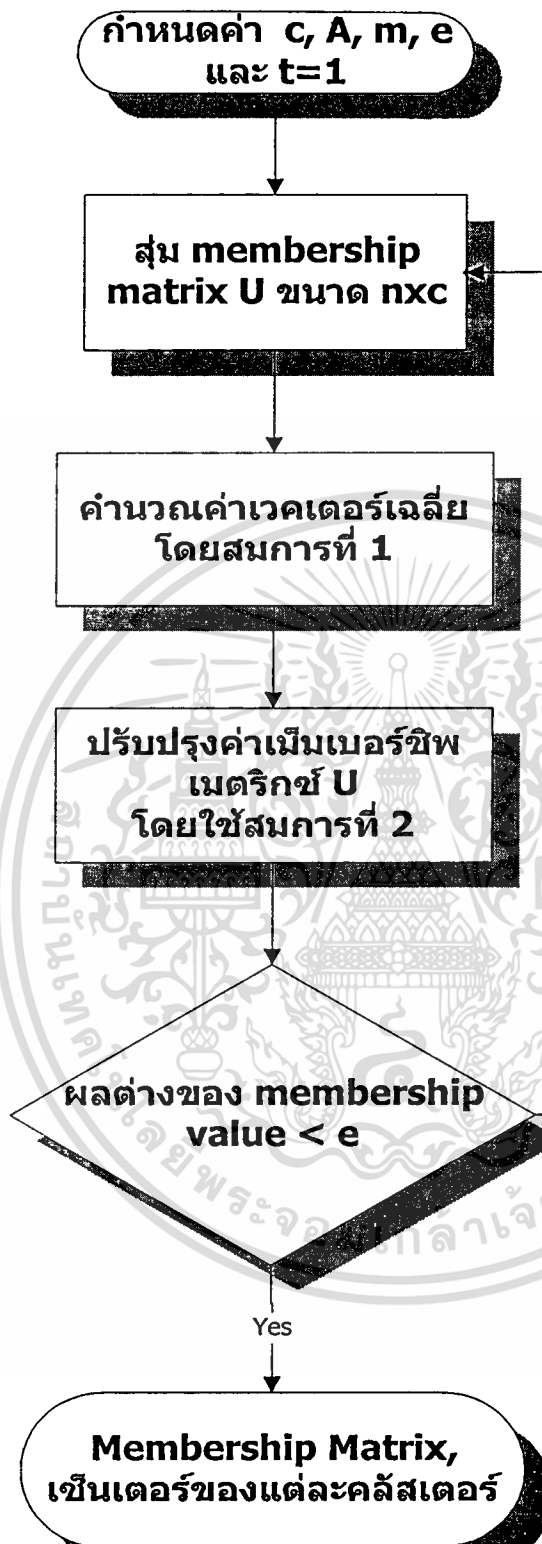 กำหนดค่า c, A, m, e
และ t=1
สุ่ม membership
matrix U ขนาด nxc
คำนวณค่าเวคเตอร์เฉลี่ย
โดยสมการที่ 1
ปรับปรุงค่าเม็มเบอร์ชิพ
เมตริกซ์ U
โดยใช้สมการที่ 2
ผลต่างของ membership
value < e
Yes
Membership Matrix,
เซ็นเตอร์ของแต่ละคลัสเตอร์